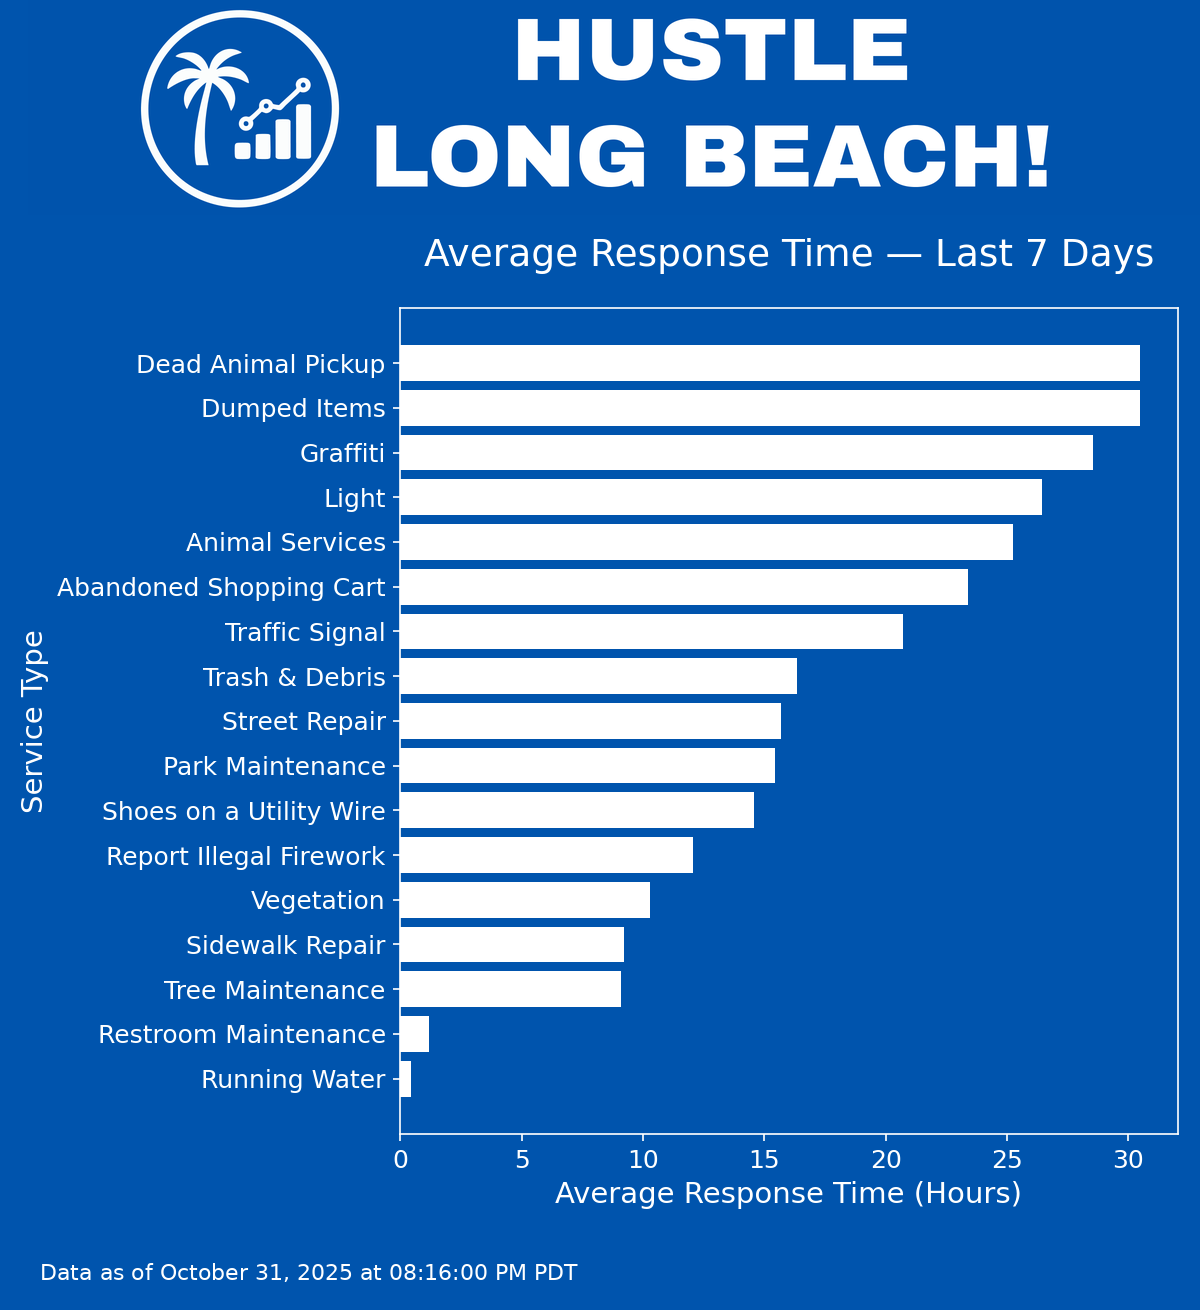 HUSTLE
LONG BEACH!
Average Response Time — Last 7 Days
Dead Animal Pickup
Dumped Items
Graffiti
Light
Animal Services
Abandoned Shopping Cart
Traffic Signal
Trash & Debris
Street Repair
Park Maintenance
Shoes on a Utility Wire
Report Illegal Firework
Vegetation
Sidewalk Repair
Tree Maintenance
Restroom Maintenance
Running Water
Service Type
0 5 10 15 20 25 30
Average Response Time (Hours)
Data as of October 31, 2025 at 08:16:00 PM PDT